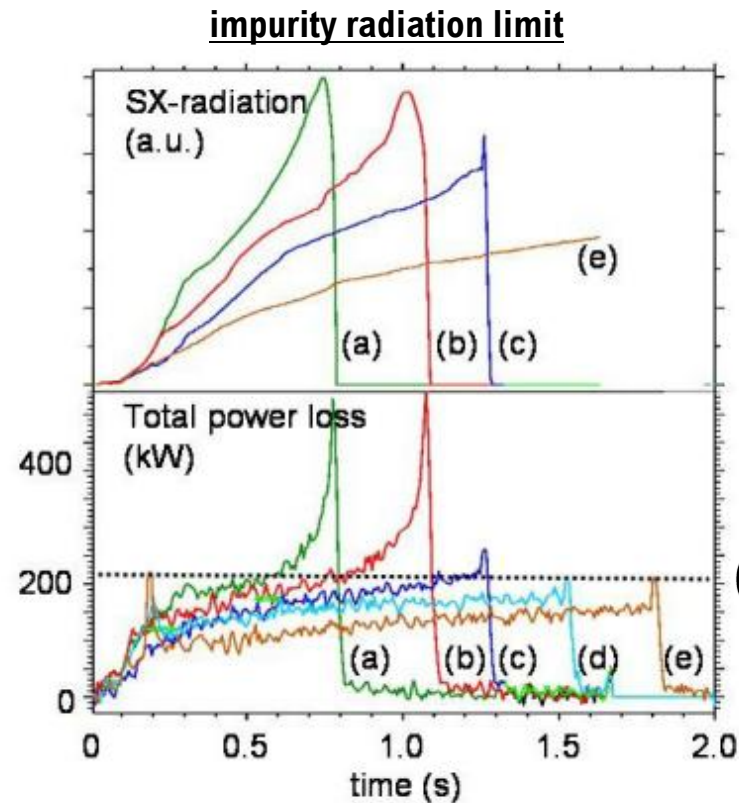 impurity radiation limit
SX-radiation
(a.u.)
(e)
(a) (b) (c)
Total power loss
(kW)
400
200
0
(
(a) (b) (c) (d) (e)
0 0.5 1.0 1.5 2.0
time (s)